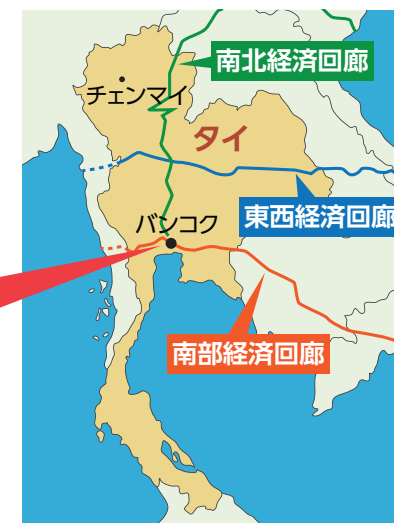 南北経済回廊
チェンマイ
タイ
東西経済回廊
バンコク
南部経済回廊